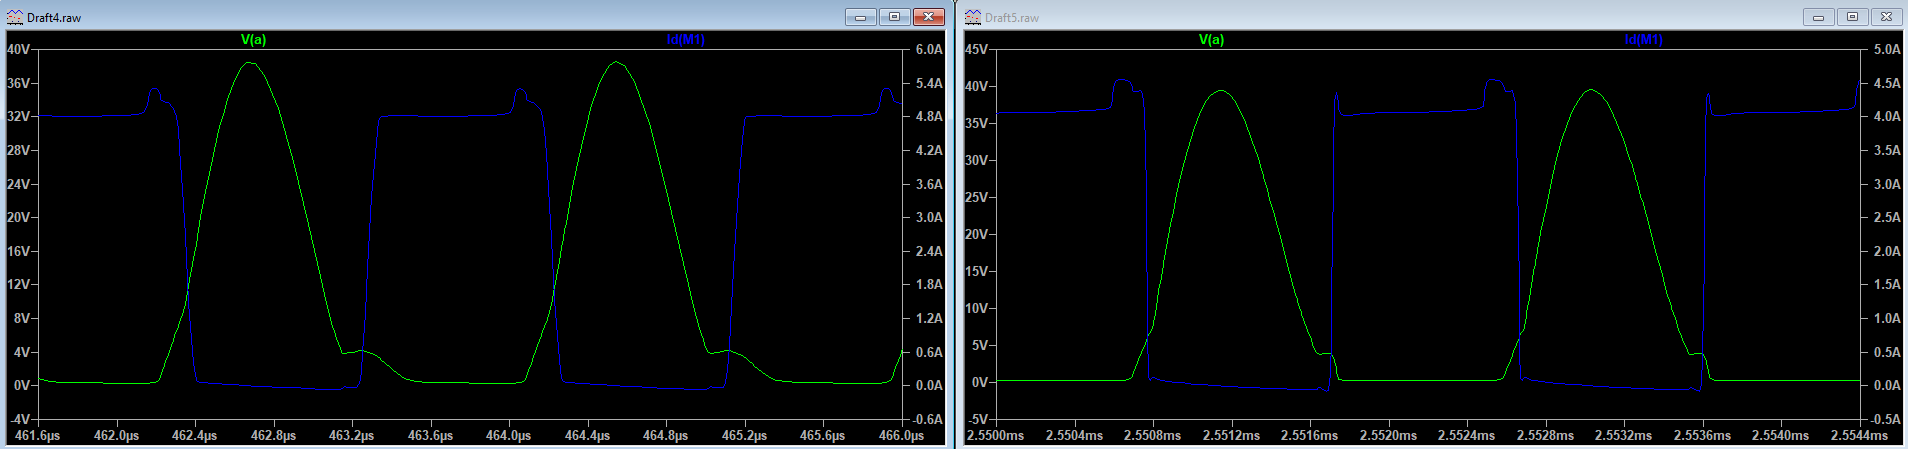 Draft4.raw
V(a) Id(M1)
40V 6.0A
36V 5.4A
32V 4.8A
28V 4.2A
24V 3.6A
20V 3.0A
16V 2.4A
12V 1.8A
8V 1.2A
4V 0.6A
0V 0.0A
-4V -0.6A
461.6µs 462.0µs 462.4µs 462.8µs 463.2µs 463.6µs 464.0µs 464.4µs 464.8µs 465.2µs 465.6µs 466.0µs
Draft5.raw
V(a) Id(M1)
45V 5.0A
40V 4.5A
35V 4.0A
30V 3.5A
25V 3.0A
20V 2.5A
15V 2.0A
10V 1.5A
5V 1.0A
0V 0.5A
-5V 0.0A
-0.5A
2.5500ms 2.5504ms 2.5508ms 2.5512ms 2.5516ms 2.5520ms 2.5524ms 2.5528ms 2.5532ms 2.5536ms 2.5540ms 2.5544ms